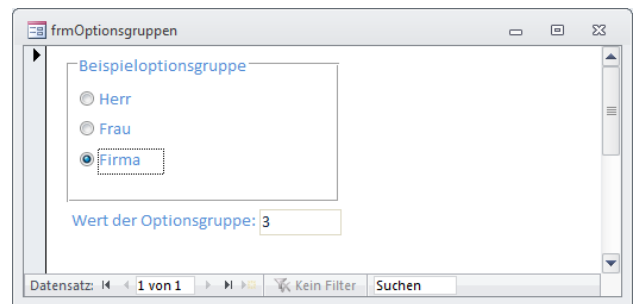 frmOptionsgruppen
Beispieloptionsgruppe
Herr
Frau
Firma
Wert der Optionsgruppe: 3
Datensatz: 1 von 1 Kein Filter Suchen